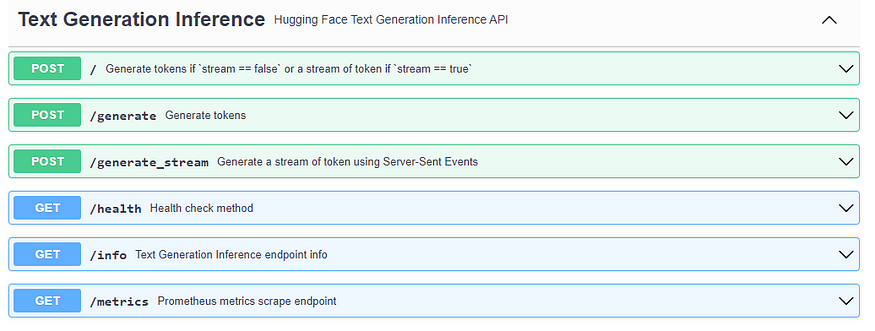 Text Generation Inference Hugging Face Text Generation Inference API
POST / Generate tokens if `stream == false` or a stream of token if `stream == true`
POST /generate Generate tokens
POST /generate_stream Generate a stream of token using Server-Sent Events
GET /health Health check method
GET /info Text Generation Inference endpoint info
GET /metrics Prometheus metrics scrape endpoint